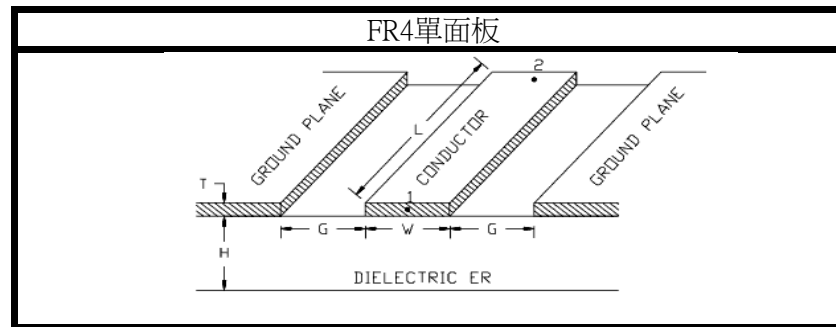 FR4單面板
2
GROUND PLANE
L
CONDUCTOR
GROUND PLANE
T
1
G
W
G
H
DIELECTRIC ER